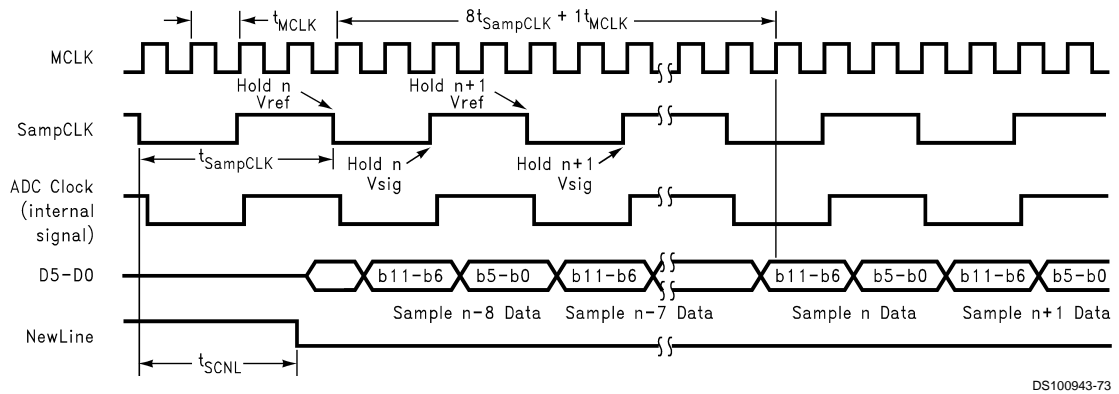 tMCLK
8tSampCLK + 1tMCLK
MCLK
Hold n
Vref
Hold n+1
Vref
SampCLK
tSampCLK
Hold n
Vsig
Hold n+1
Vsig
ADC Clock
(internal
signal)
D5-D0
b11-b6
b5-b0
b11-b6
b11-b6
b5-b0
b11-b6
b5-b0
Sample n-8 Data
Sample n-7 Data
Sample n Data
Sample n+1 Data
NewLine
tSCNL
DS100943-73